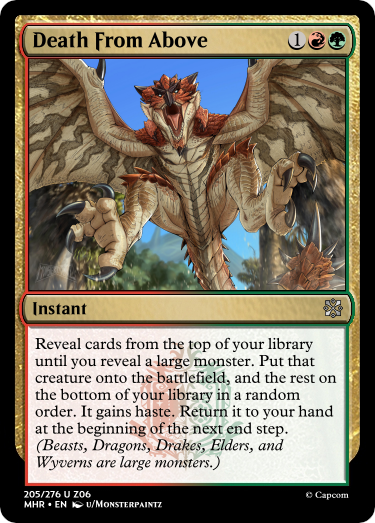 Death From Above 1
Instant
Reveal cards from the top of your library
until you reveal a large monster. Put that
creature onto the battlefield, and the rest on
the bottom of your library in a random
order. It gains haste. Return it to your hand
at the beginning of the next end step.
(Beasts, Dragons, Drakes, Elders, and
Wyverns are large monsters.)
205/276 U Z06
MHR • EN u/Monsterpaintz
© Capcom